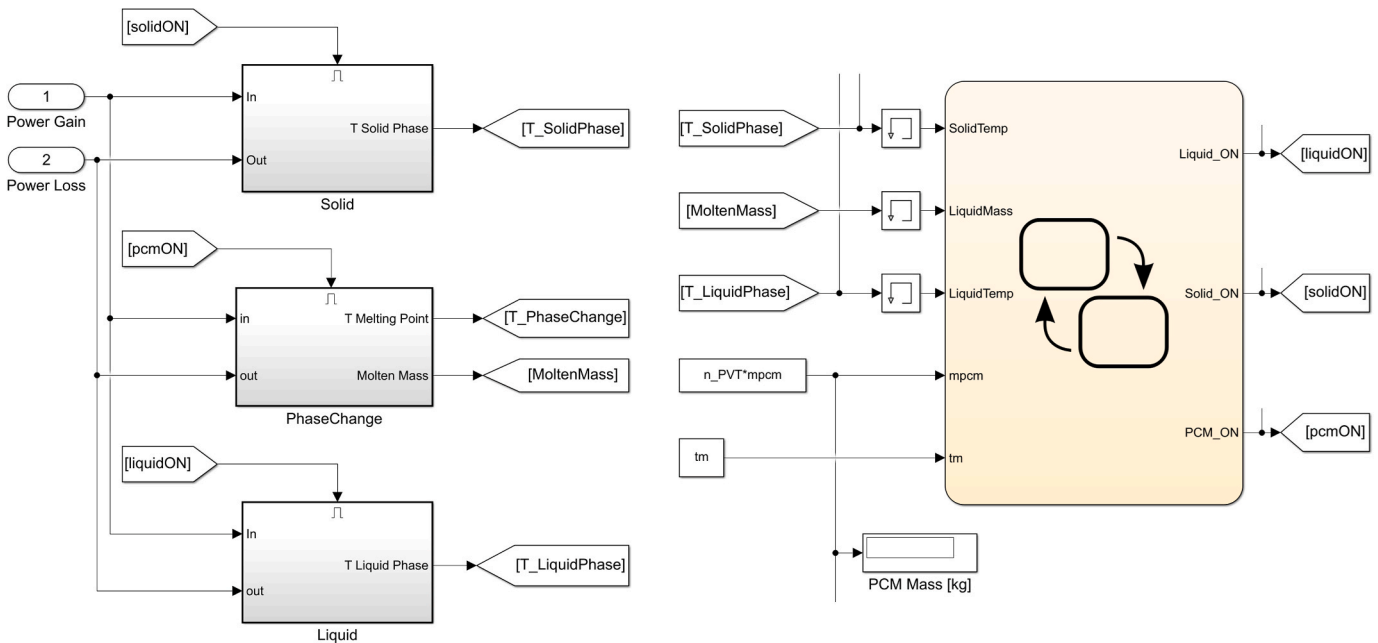 [solidON]
1
Power Gain
2
Power Loss
In
T Solid Phase
Out
[T_SolidPhase]
Solid
[pcmON]
in
T Melting Point
out
Molten Mass
[T_PhaseChange]
[MoltenMass]
PhaseChange
[liquidON]
In
T Liquid Phase
out
[T_LiquidPhase]
Liquid
[T_SolidPhase]
SolidTemp
[MoltenMass]
LiquidMass
[T_LiquidPhase]
LiquidTemp
n_PVT*mpcm
mpcm
tm
tm
Liquid_ON
[liquidON]
Solid_ON
[solidON]
PCM_ON
[pcmON]
PCM Mass [kg]